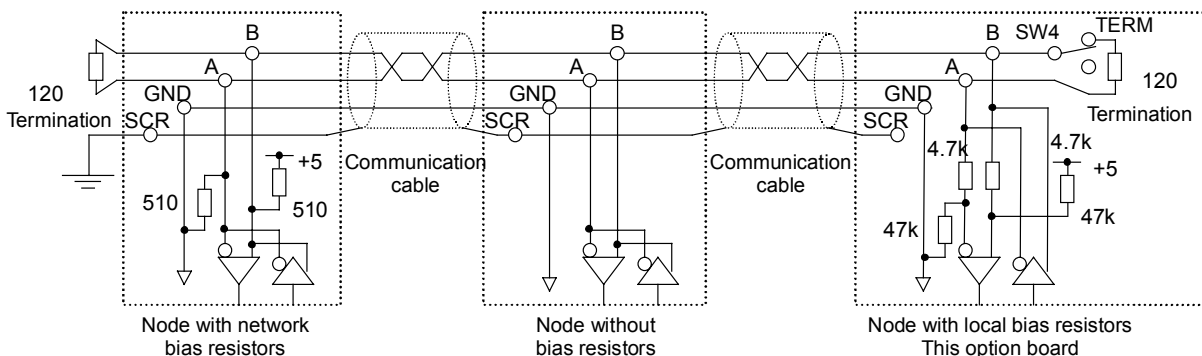 B
A
GND
SCR
120
Termination
+5
510
510
Node with network
bias resistors
Communication
cable
B
A
GND
SCR
Node without
bias resistors
Communication
cable
B
SW4
TERM
A
GND
SCR
120
Termination
4.7k
4.7k
+5
47k
47k
Node with local bias resistors
This option board